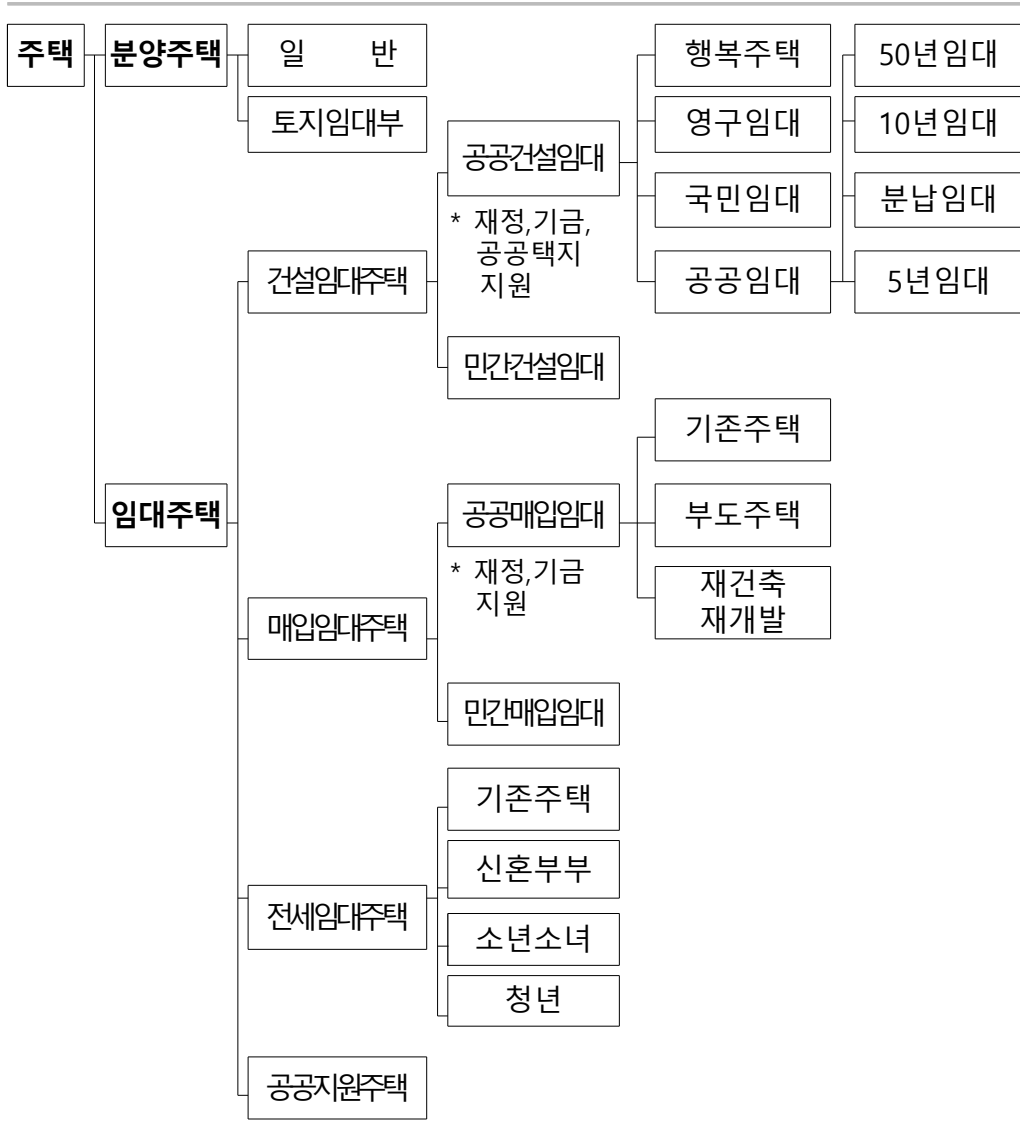 주택
분양주택
일 반
토지임대부
임대주택
건설임대주택
공공건설임대
* 재정,기금,
공공택지
지원
행복주택
영구임대
국민임대
공공임대
50년임대
10년임대
분납임대
5년임대
민간건설임대
매입임대주택
공공매입임대
* 재정,기금
지원
기존주택
부도주택
재건축
재개발
민간매입임대
전세임대주택
기존주택
신혼부부
소년소녀
청년
공공지원주택